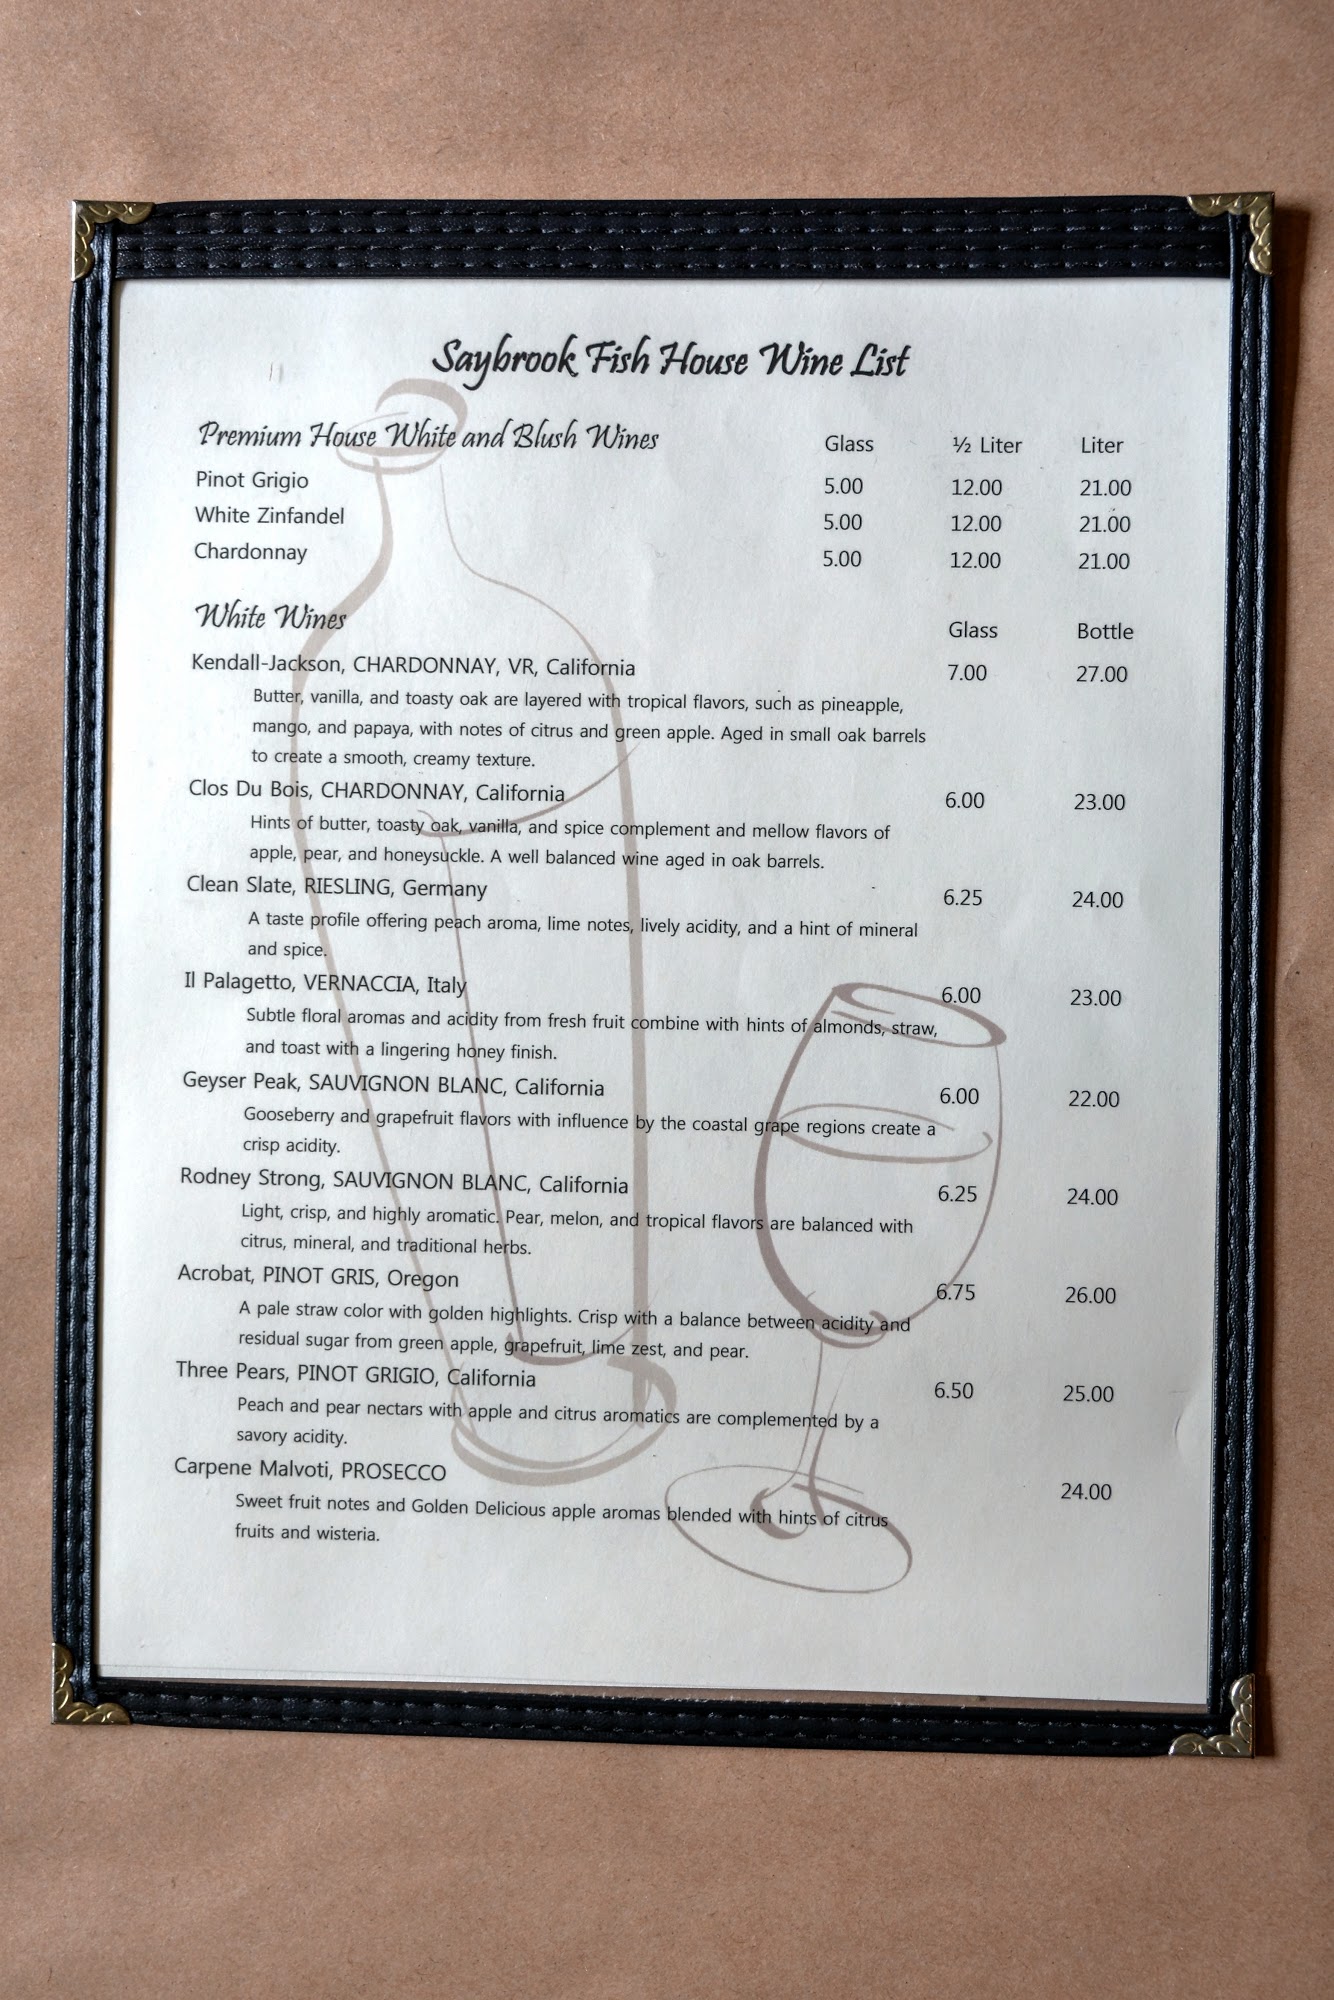 Saybrook Fish House Wine List
Premium House White and Blush Wines Glass ½ Liter Liter
Pinot Grigio 5.00 12.00 21.00
White Zinfandel 5.00 12.00 21.00
Chardonnay 5.00 12.00 21.00
White Wines Glass Bottle
Kendall-Jackson, CHARDONNAY, VR, California 7.00 27.00
Butter, vanilla, and toasty oak are layered with tropical flavors, such as pineapple,
mango, and papaya, with notes of citrus and green apple. Aged in small oak barrels
to create a smooth, creamy texture.
Clos Du Bois, CHARDONNAY, California 6.00 23.00
Hints of butter, toasty oak, vanilla, and spice complement and mellow flavors of
apple, pear, and honeysuckle. A well balanced wine aged in oak barrels.
Clean Slate, RIESLING, Germany 6.25 24.00
A taste profile offering peach aroma, lime notes, lively acidity, and a hint of mineral
and spice.
Il Palagetto, VERNACCIA, Italy 6.00 23.00
Subtle floral aromas and acidity from fresh fruit combine with hints of almonds, straw,
and toast with a lingering honey finish.
Geyser Peak, SAUVIGNON BLANC, California 6.00 22.00
Gooseberry and grapefruit flavors with influence by the coastal grape regions create a
crisp acidity.
Rodney Strong, SAUVIGNON BLANC, California 6.25 24.00
Light, crisp, and highly aromatic. Pear, melon, and tropical flavors are balanced with
citrus, mineral, and traditional herbs.
Acrobat, PINOT GRIS, Oregon 6.75 26.00
A pale straw color with golden highlights. Crisp with a balance between acidity and
residual sugar from green apple, grapefruit, lime zest, and pear.
Three Pears, PINOT GRIGIO, California 6.50 25.00
Peach and pear nectars with apple and citrus aromatics are complemented by a
savory acidity.
Carpene Malvoti, PROSECCO 24.00
Sweet fruit notes and Golden Delicious apple aromas blended with hints of citrus
fruits and wisteria.